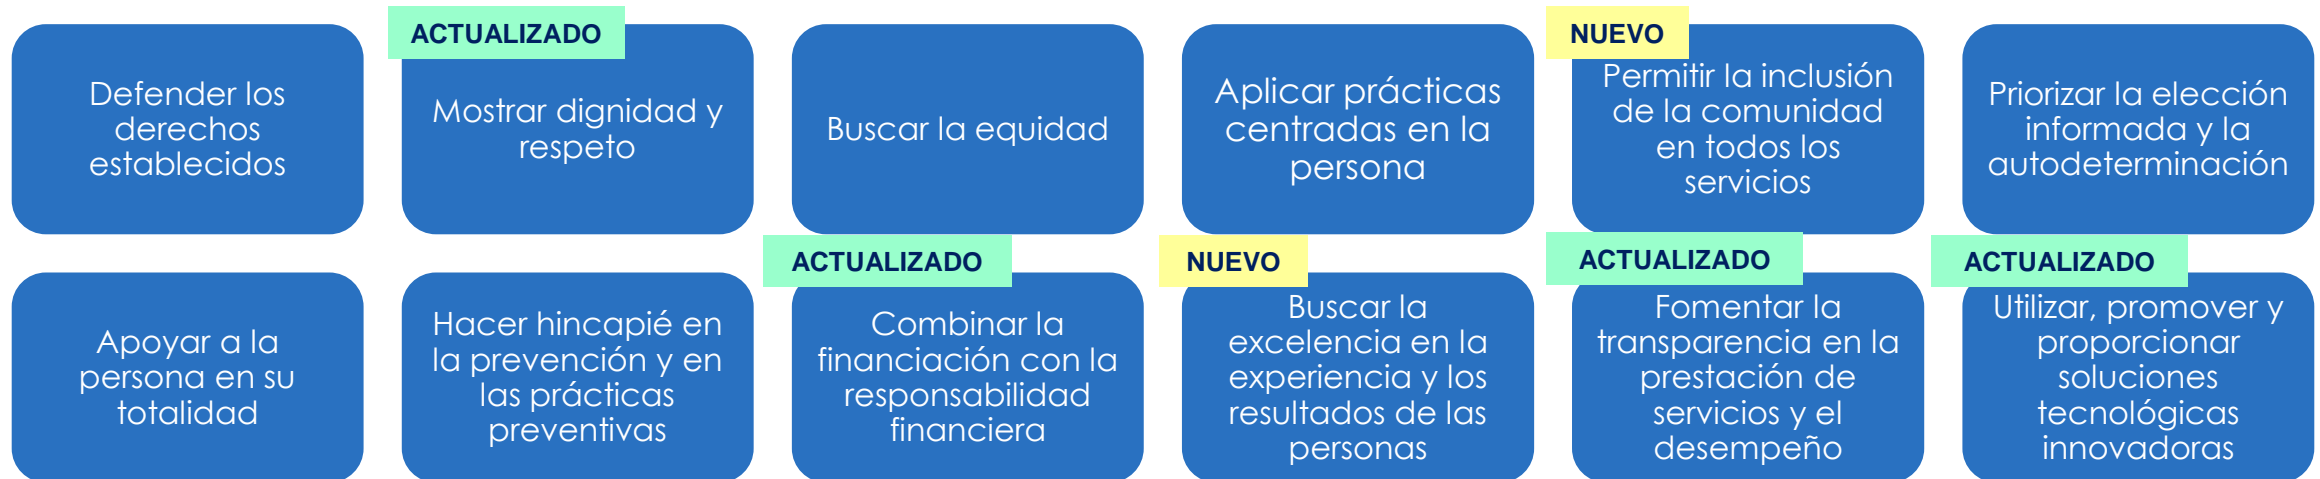 Defender los
derechos
establecidos
ACTUALIZADO
Mostrar dignidad y
respeto
Buscar la equidad
Aplicar prácticas
centradas en la
persona
NUEVO
Permitir la inclusión
de la comunidad
en todos los
servicios
Priorizar la elección
informada y la
autodeterminación
Apoyar a la
persona en su
totalidad
Hacer hincapié en
la prevención y en
las prácticas
preventivas
ACTUALIZADO
Combinar la
financiación con la
responsabilidad
financiera
NUEVO
Buscar la
excelencia en la
experiencia y los
resultados de las
personas
ACTUALIZADO
Fomentar la
transparencia en la
prestación de
servicios y el
desempeño
ACTUALIZADO
Utilizar, promover y
proporcionar
soluciones
tecnológicas
innovadoras